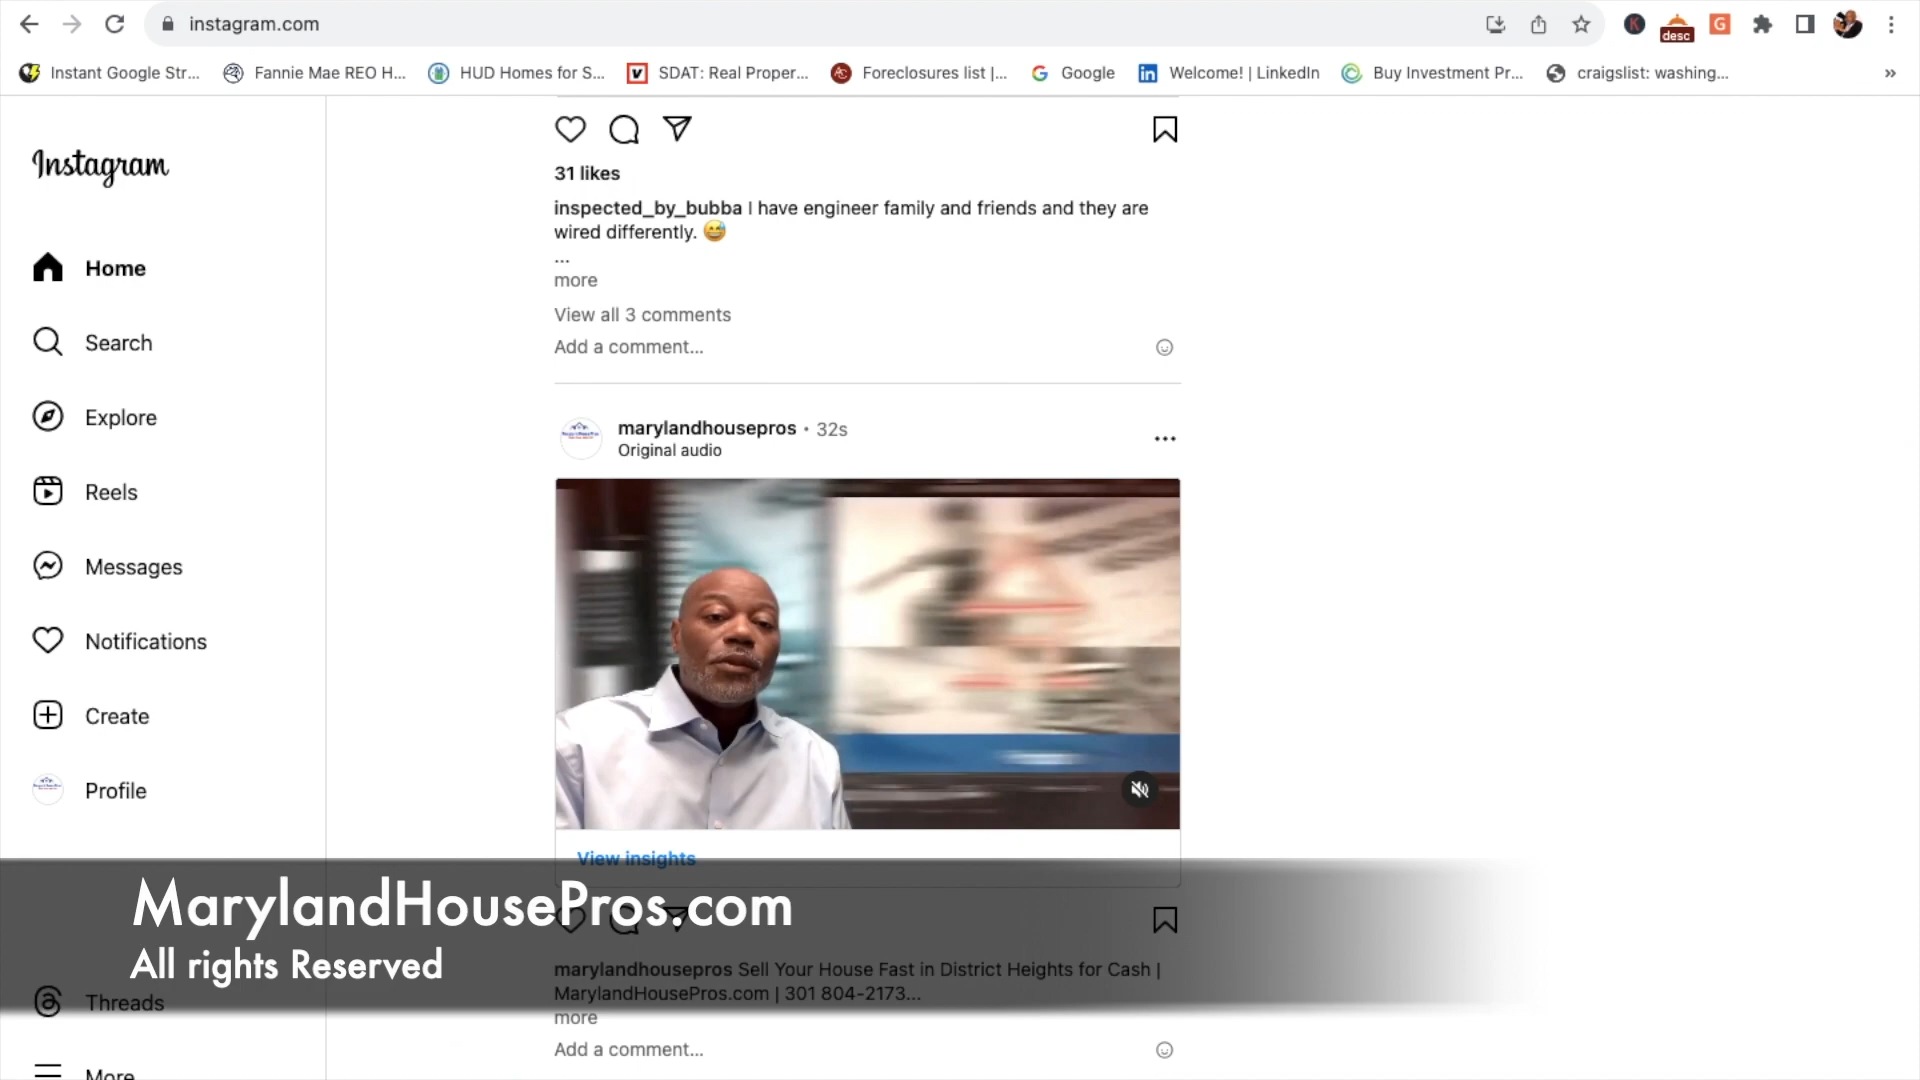 instagram.com
K
desc
G
Instant Google Str...
Fannie Mae REO H...
HUD Homes for S...
SDAT: Real Proper...
Foreclosures list |...
Google
Welcome! | LinkedIn
Buy Investment Pr...
craigslist: washing...
»
Instagram
Home
Search
Explore
Reels
Messages
Notifications
Create
Profile
Threads
More
31 likes
inspected_by_bubba I have engineer family and friends and they are
wired differently. 😅
...
more
View all 3 comments
Add a comment...
marylandhousepros • 32s
Original audio
View insights
MarylandHousePros.com
All rights Reserved
marylandhousepros Sell Your House Fast in District Heights for Cash |
MarylandHousePros.com | 301 804-2173...
more
Add a comment...